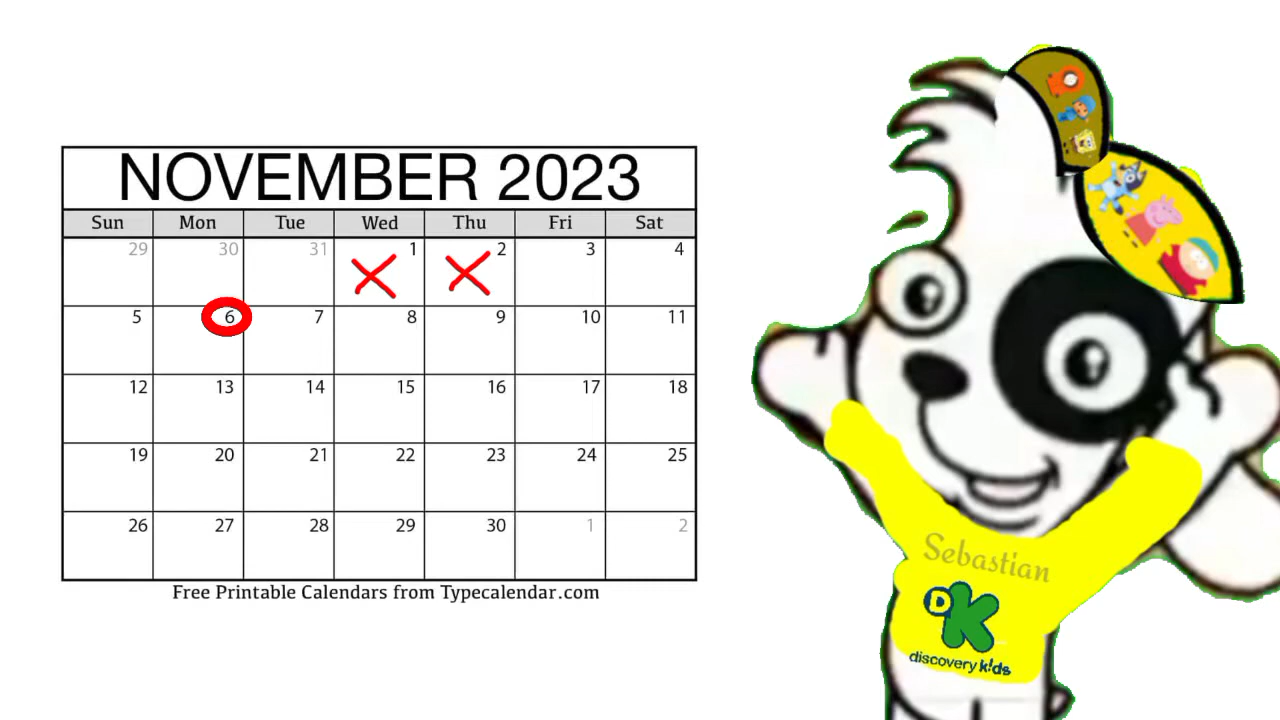 NOVEMBER 2023
Sun Mon Tue Wed Thu Fri Sat
29 30 31 1 2 3 4
5 6 7 8 9 10 11
12 13 14 15 16 17 18
19 20 21 22 23 24 25
26 27 28 29 30 1 2
Free Printable Calendars from Typecalendar.com
Sebastian
DK
discovery k!ds